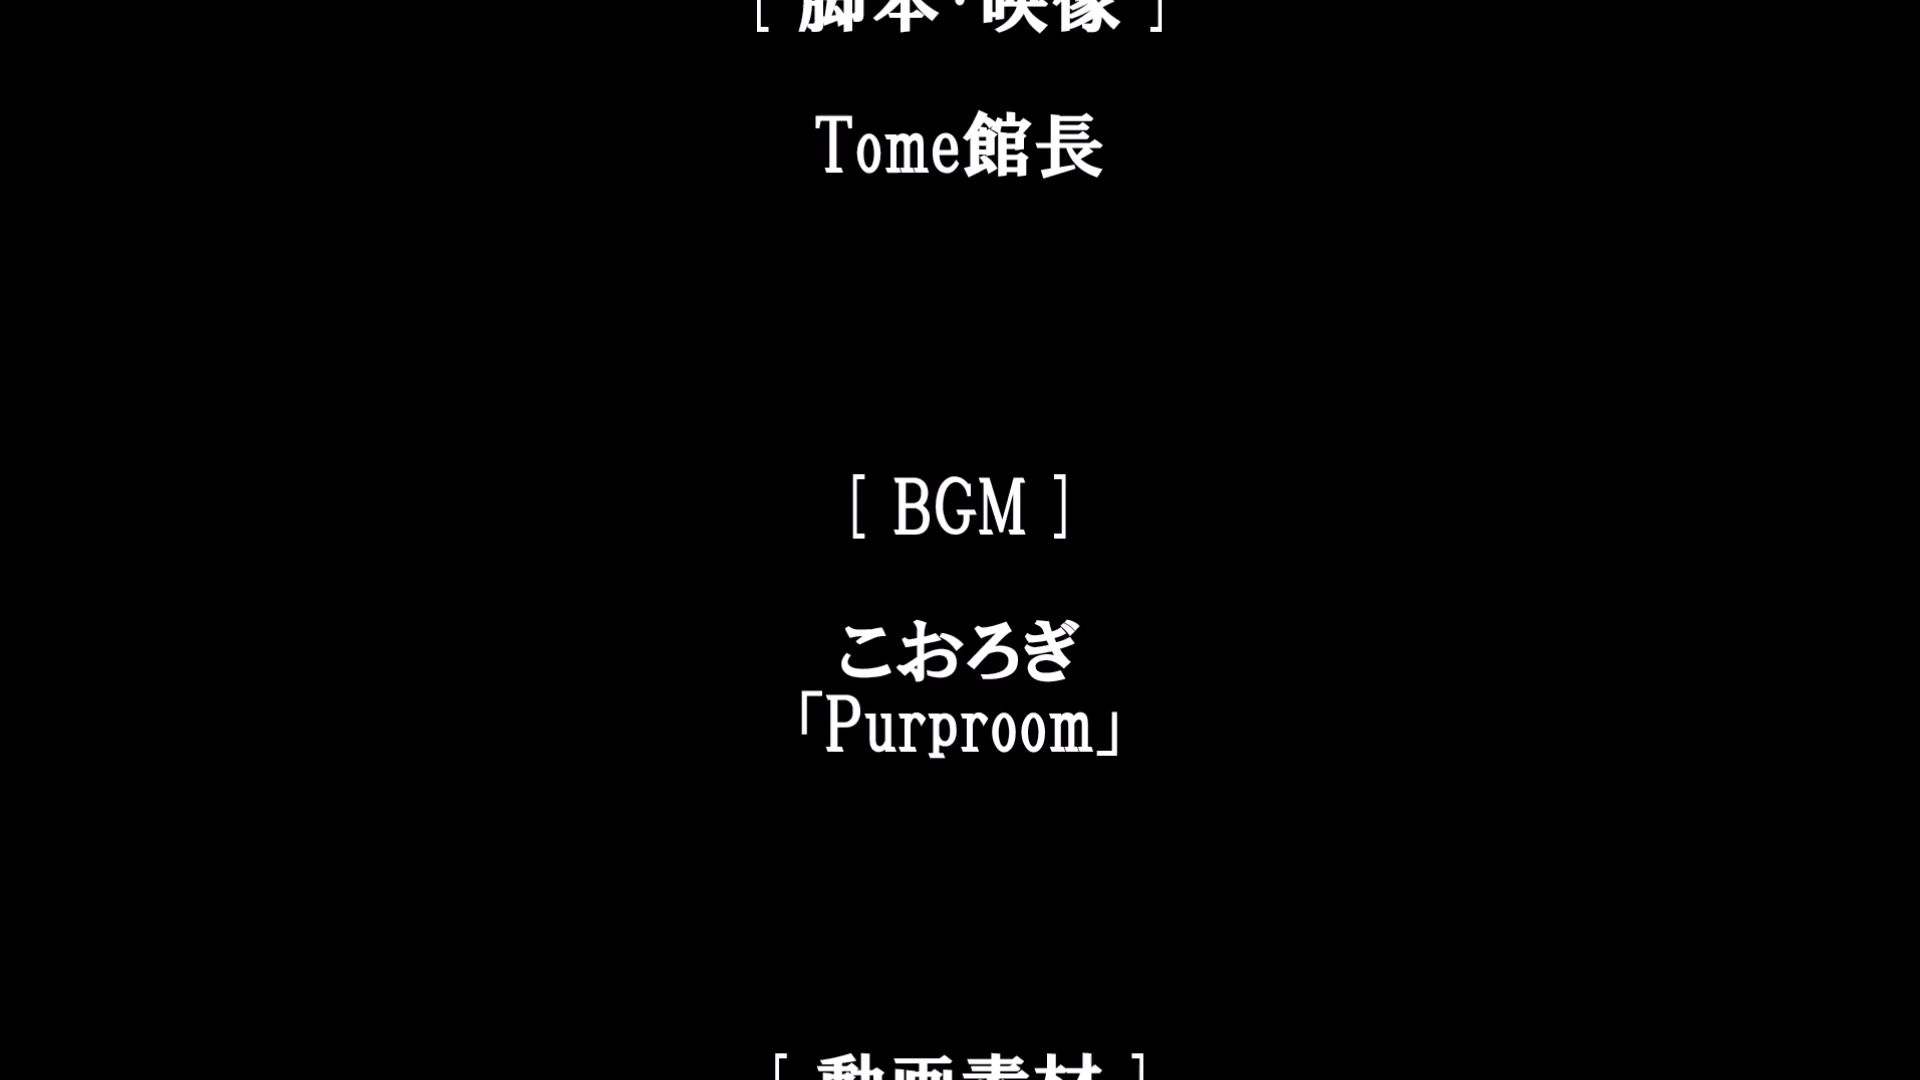 [ 脚本・映像 ]
Tome館長
[ BGM ]
こおろぎ
「Purproom」
[ 動画素材 ]